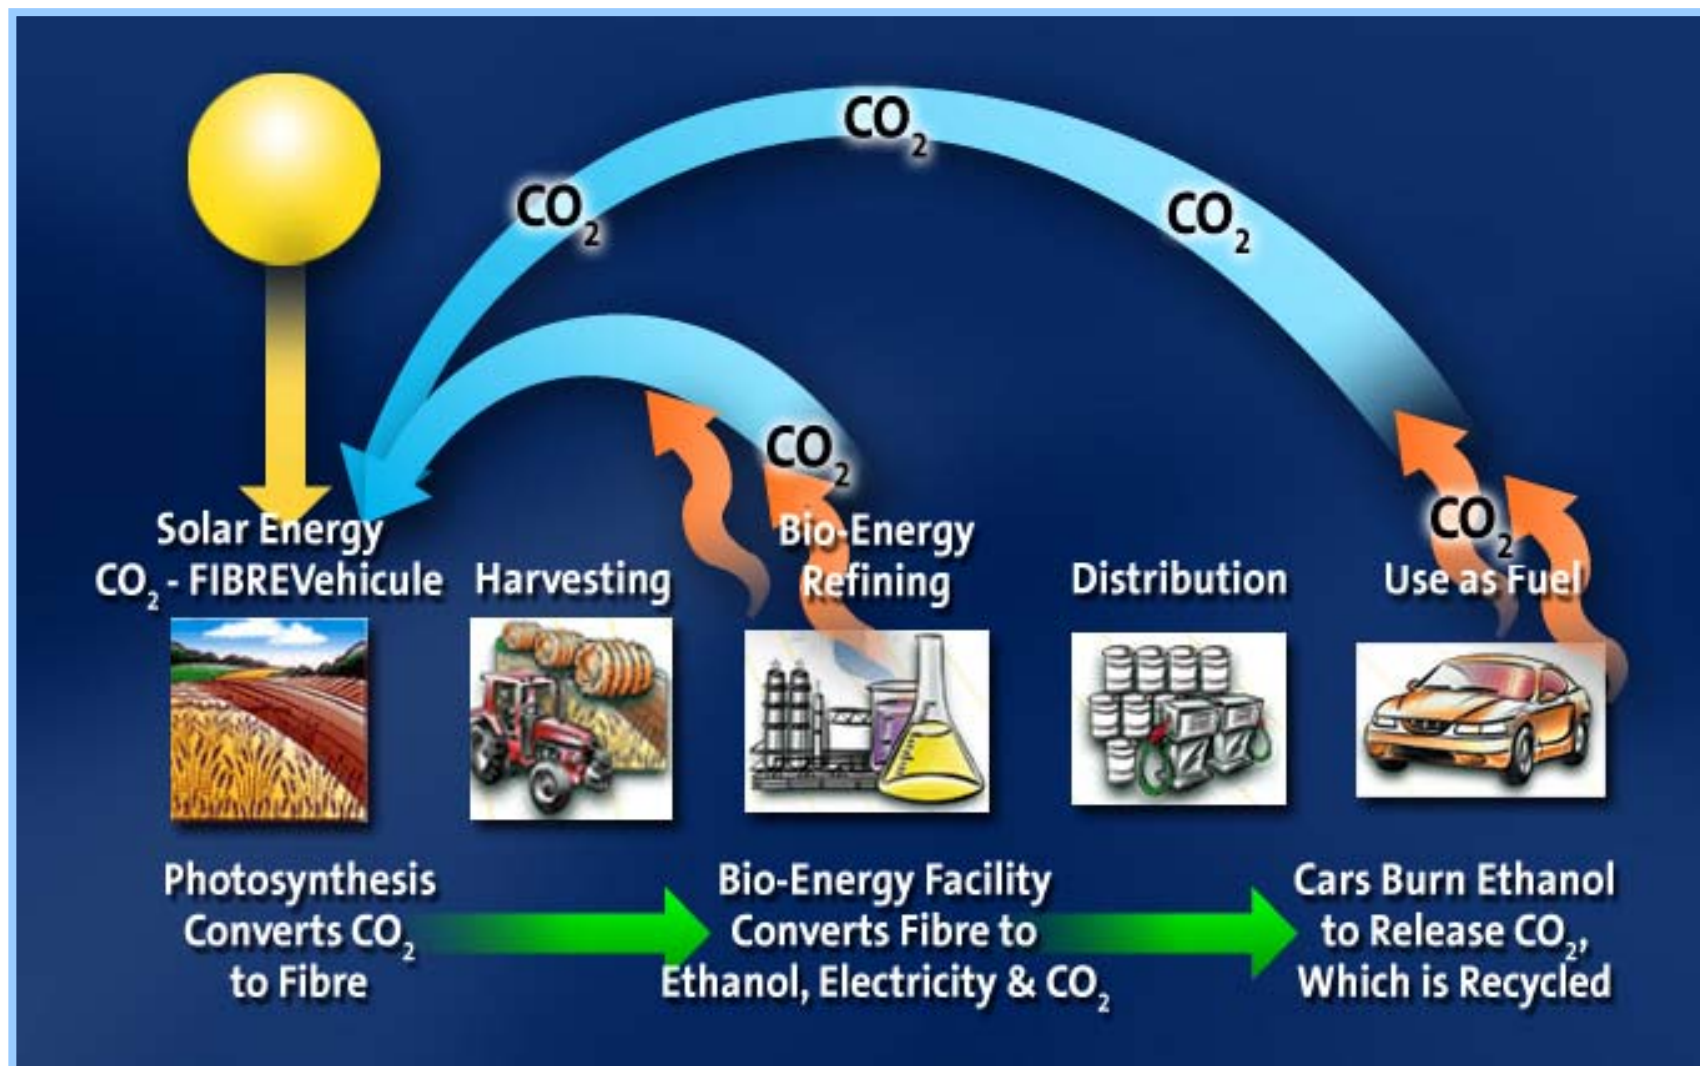 CO2
CO2
CO2
CO2
CO2
Solar Energy
CO2 - FIBREVehicule
Harvesting
Bio-Energy
Refining
Distribution
Use as Fuel
Photosynthesis
Converts CO2
to Fibre
Bio-Energy Facility
Converts Fibre to
Ethanol, Electricity & CO2
Cars Burn Ethanol
to Release CO2,
Which is Recycled